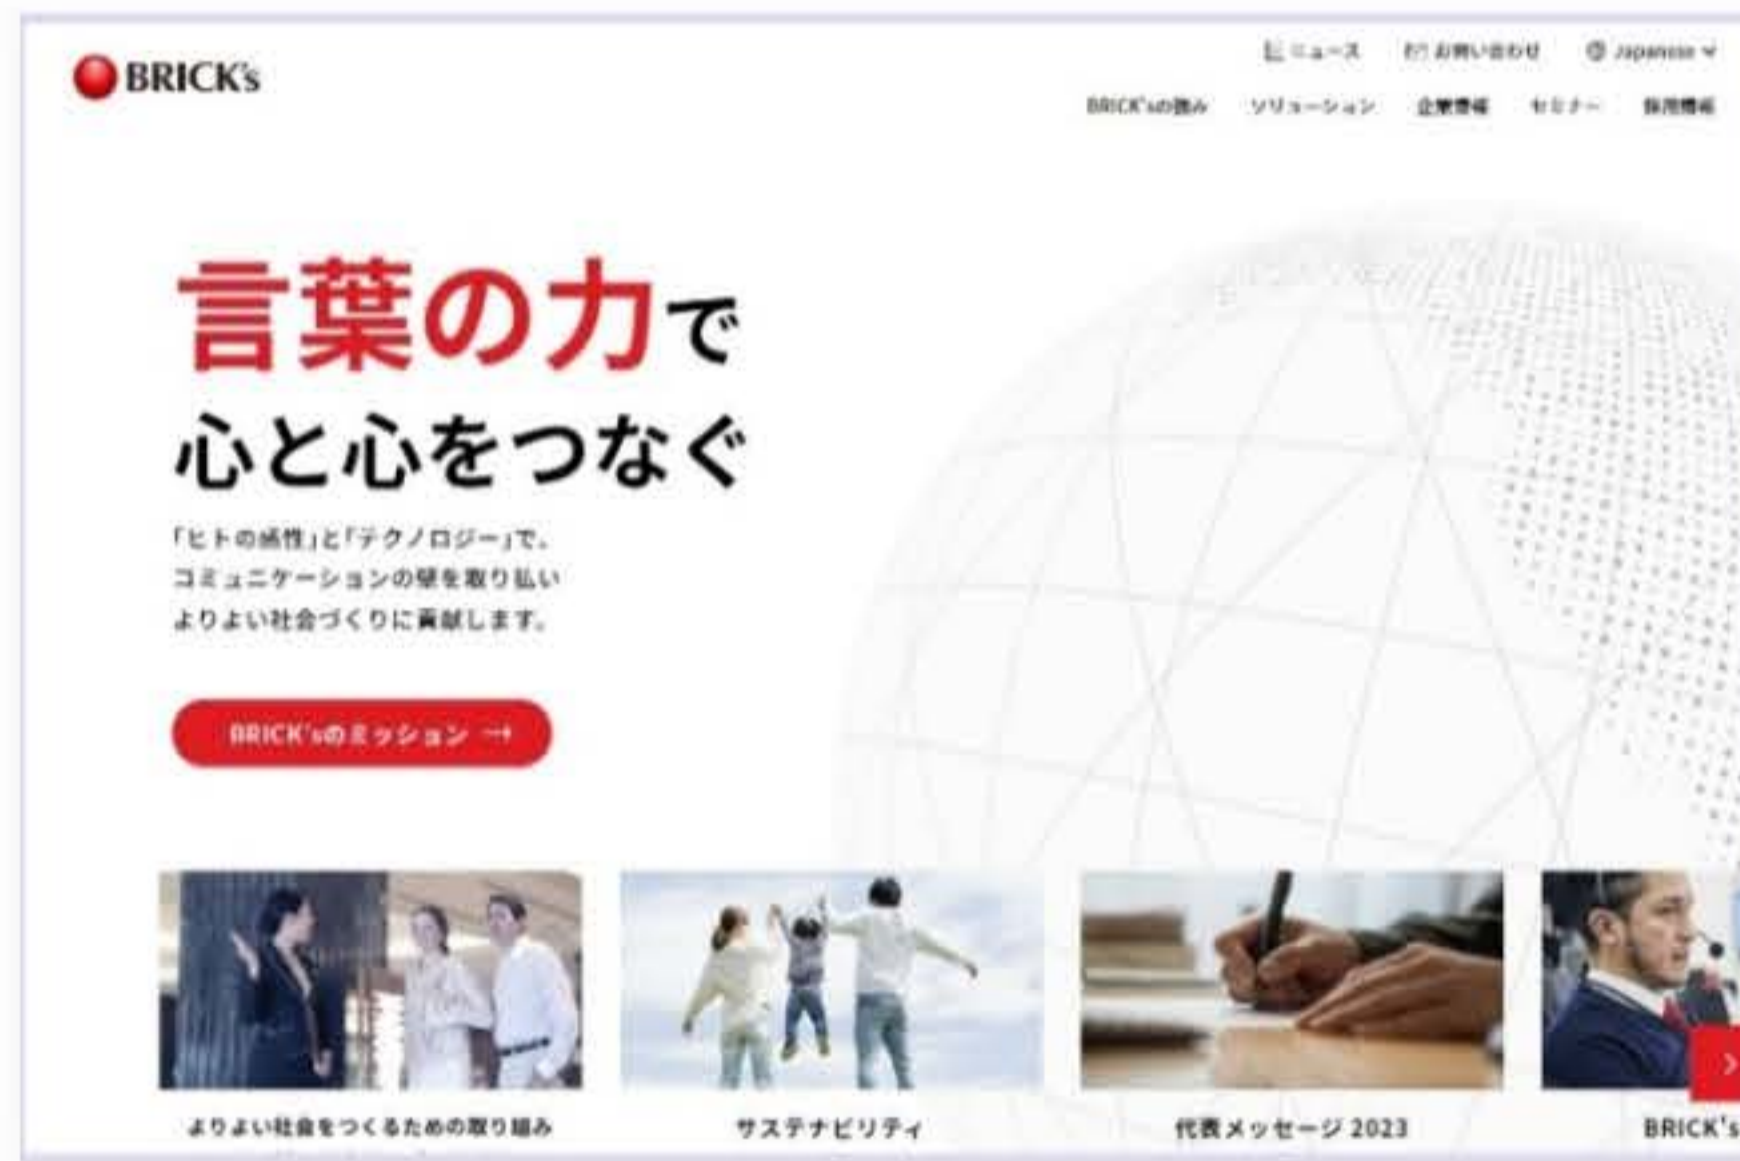 BRICK's
ニュース お問い合わせ Japanese
BRICK'sの強み ソリューション 企業情報 セミナー 採用情報
言葉の力で
心と心をつなぐ
「ヒトの感性」と「テクノロジー」で、
コミュニケーションの壁を取り払い
よりよい社会づくりに貢献します。
BRICK'sのミッション →
よりよい社会をつくるための取り組み
サステナビリティ
代表メッセージ 2023
BRICK's